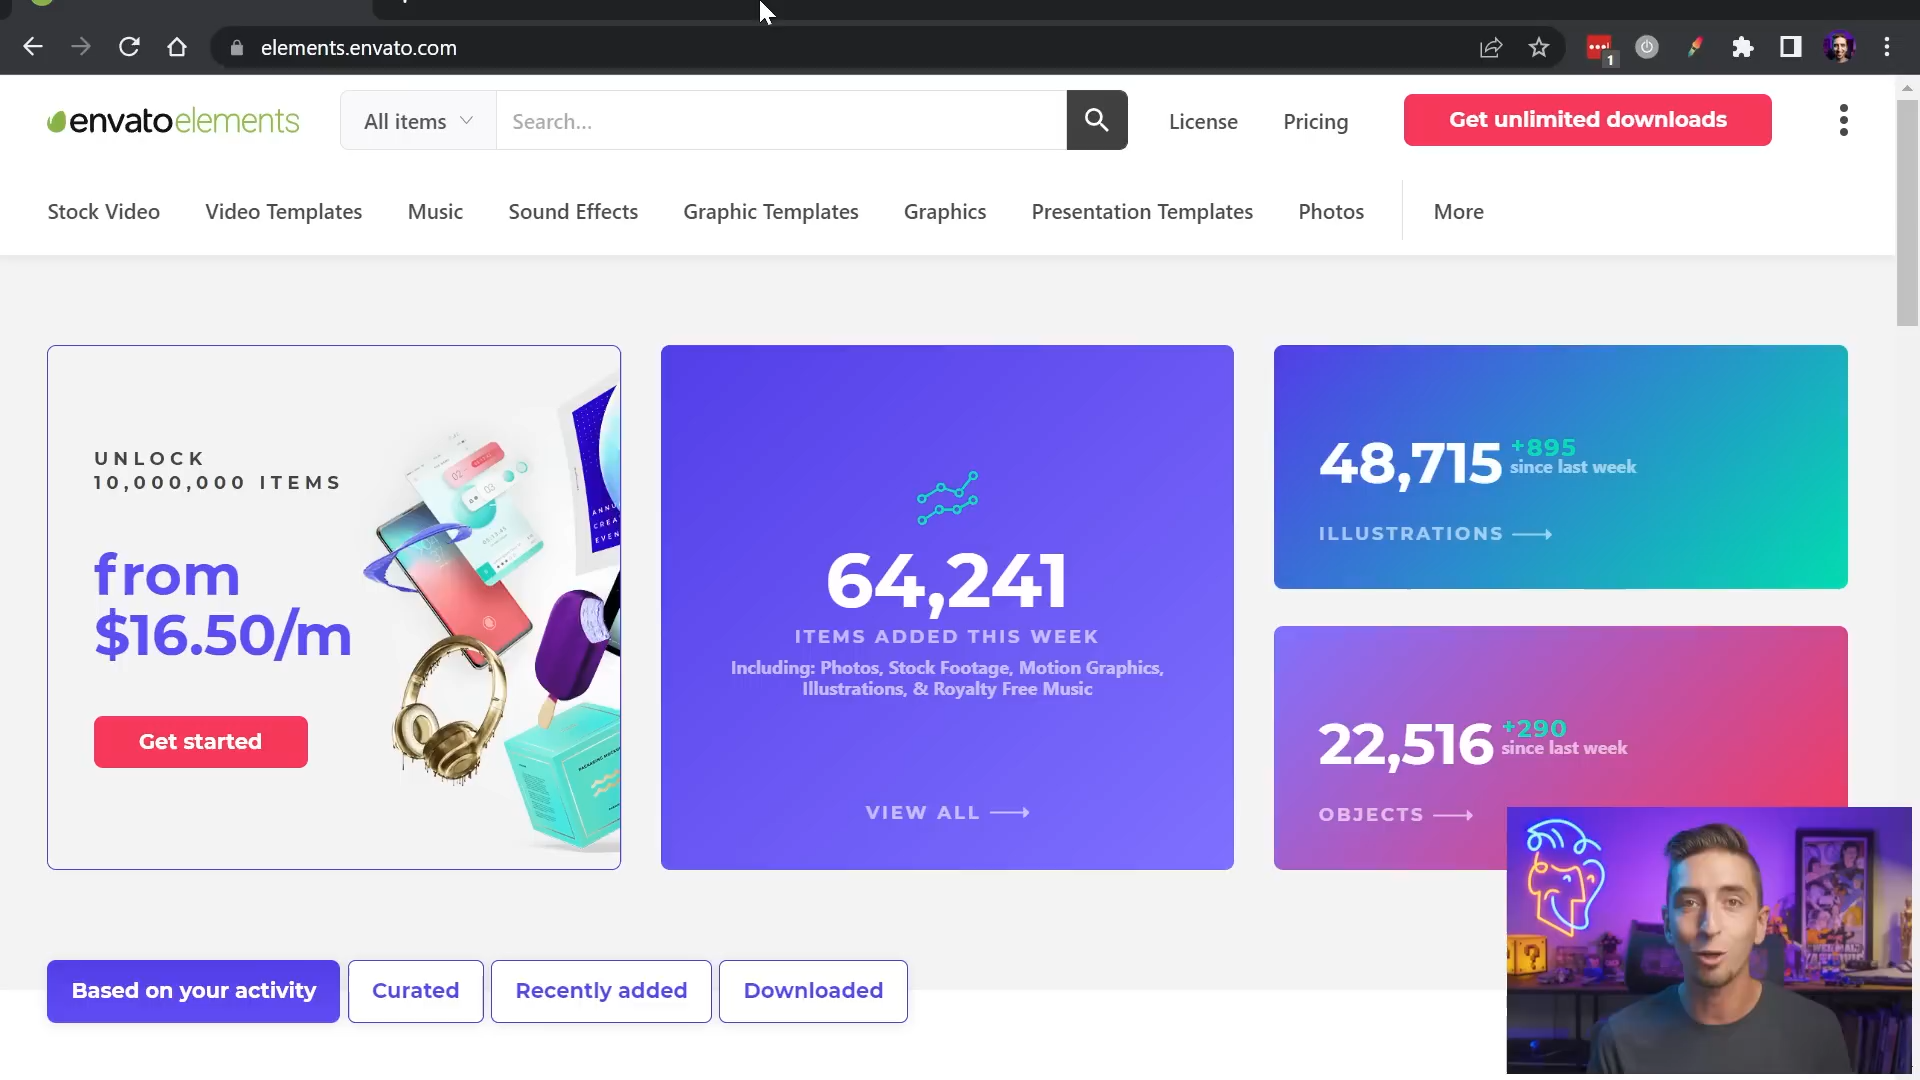 elements.envato.com
1
envatoelements
All items
Search...
License
Pricing
Get unlimited downloads
Stock Video
Video Templates
Music
Sound Effects
Graphic Templates
Graphics
Presentation Templates
Photos
More
UNLOCK
10,000,000 ITEMS
from
$16.50/m
Get started
64,241
ITEMS ADDED THIS WEEK
Including: Photos, Stock Footage, Motion Graphics,
Illustrations, & Royalty Free Music
VIEW ALL
48,715
+895
since last week
ILLUSTRATIONS
22,516
+290
since last week
OBJECTS
?
Based on your activity
Curated
Recently added
Downloaded